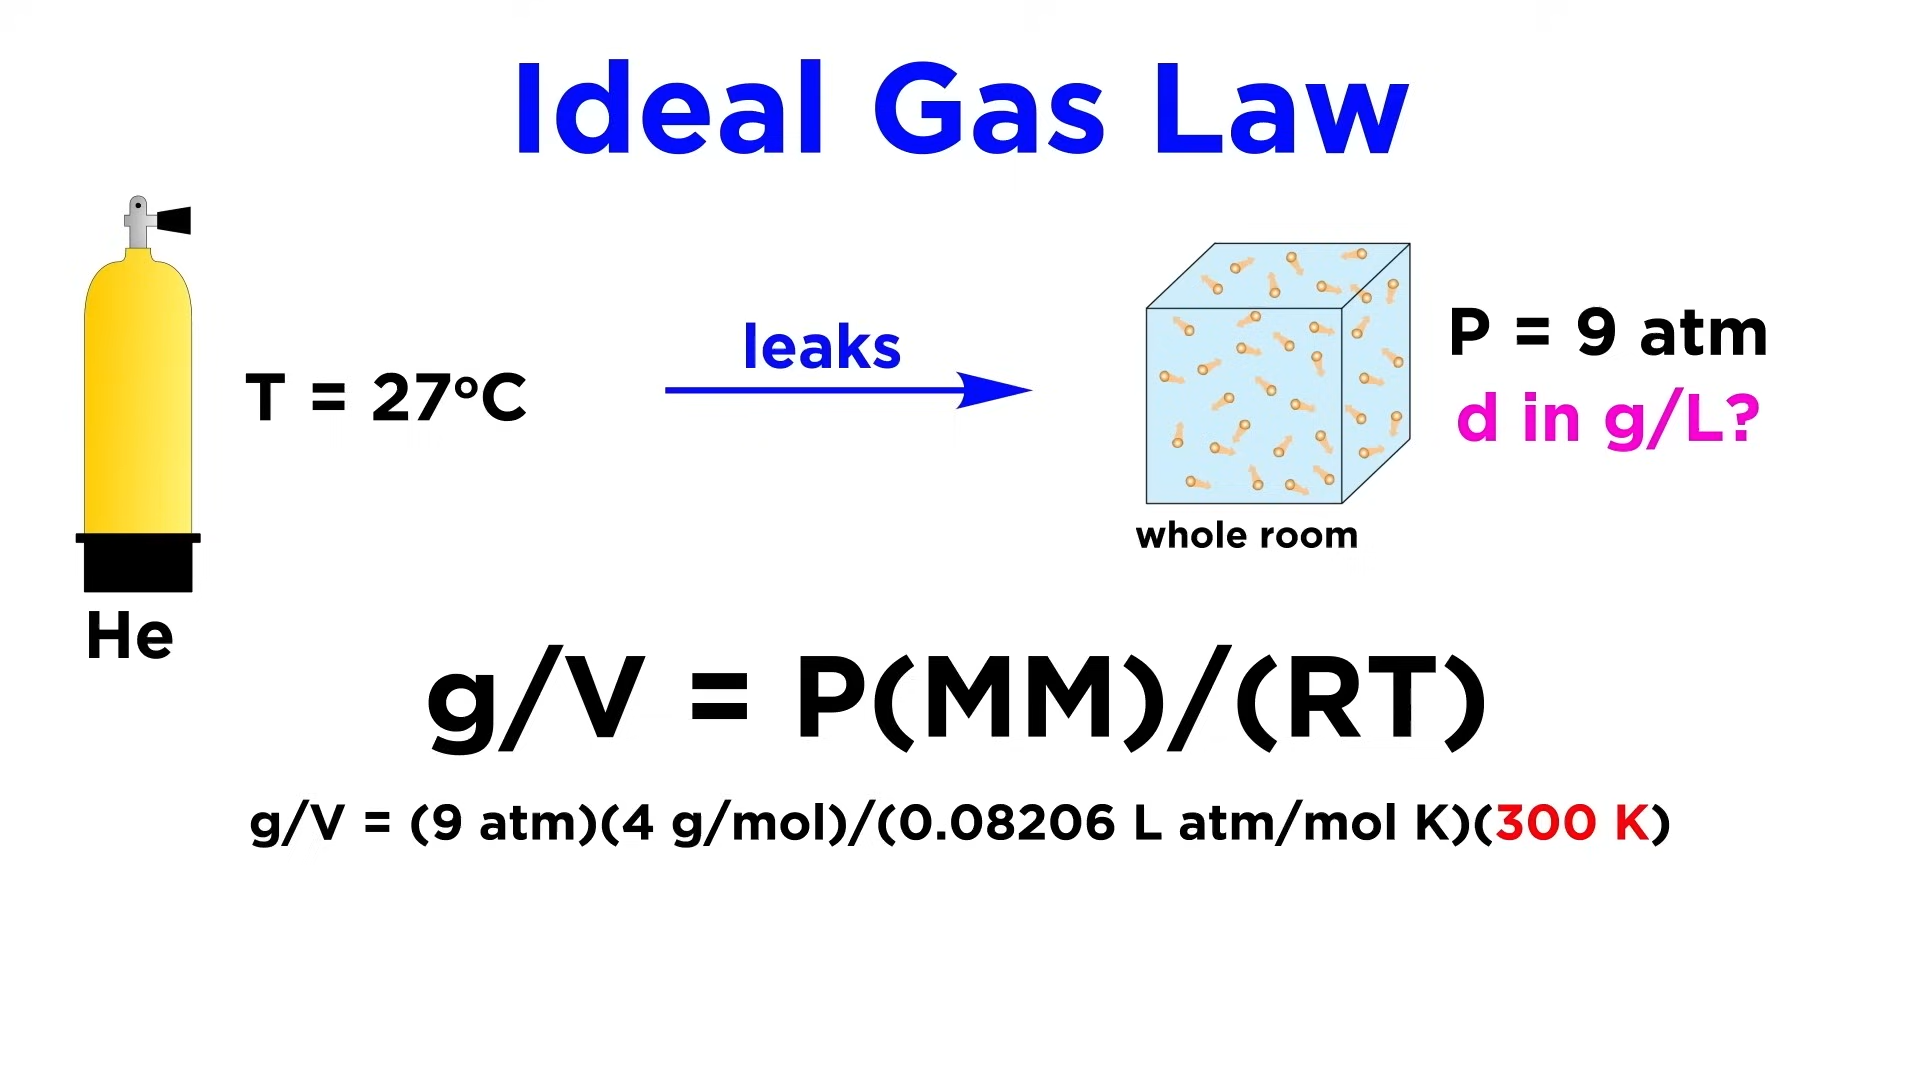 Ideal Gas Law
leaks
P = 9 atm
T = 27°C
d in g/L?
whole room
He
g/V = P(MM)/(RT)
g/V = (9 atm)(4 g/mol)/(0.08206 L atm/mol K)(300 K)